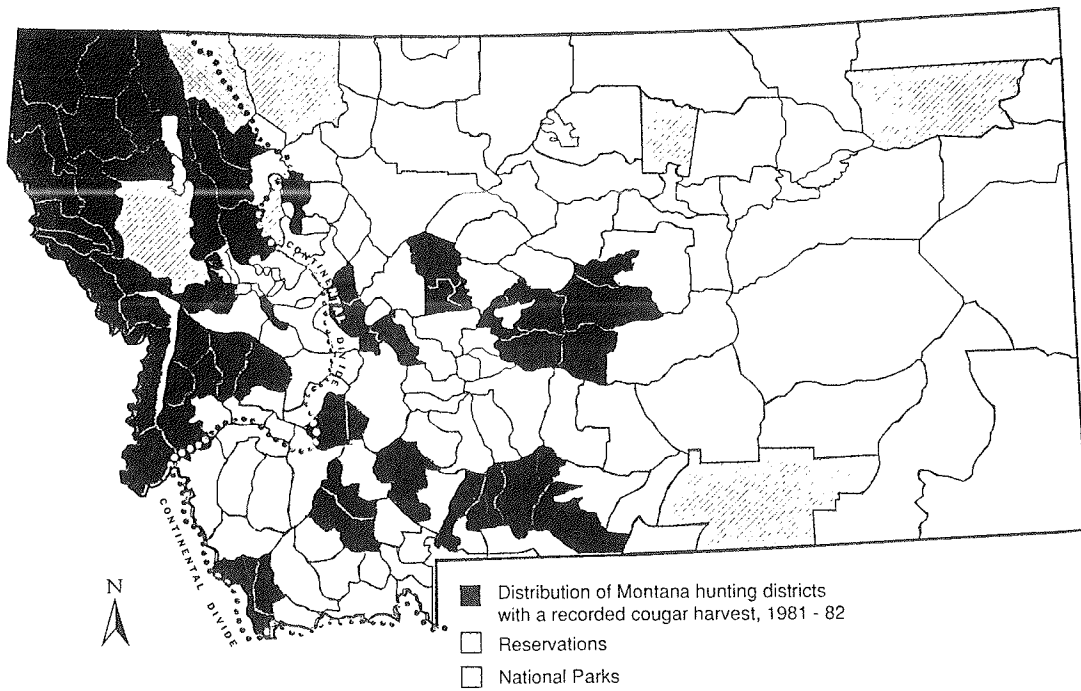 CONTINENTAL DIVIDE
CONTINENTAL DIVIDE
N
Distribution of Montana hunting districts
with a recorded cougar harvest, 1981 - 82
Reservations
National Parks